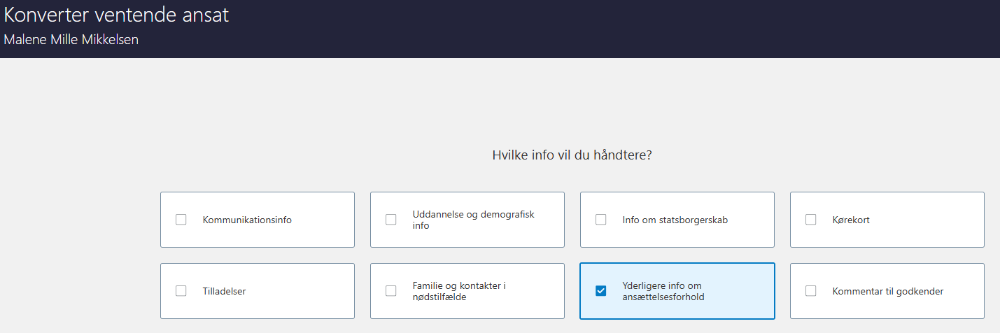 Konverter ventende ansat
Malene Mille Mikkelsen
Hvilke info vil du håndtere?
Kommunikationsinfo
Uddannelse og demografisk
info
Info om statsborgerskab
Kørekort
Tilladelser
Familie og kontakter i
nødstilfælde
Yderligere info om
ansættelsesforhold
Kommentar til godkender